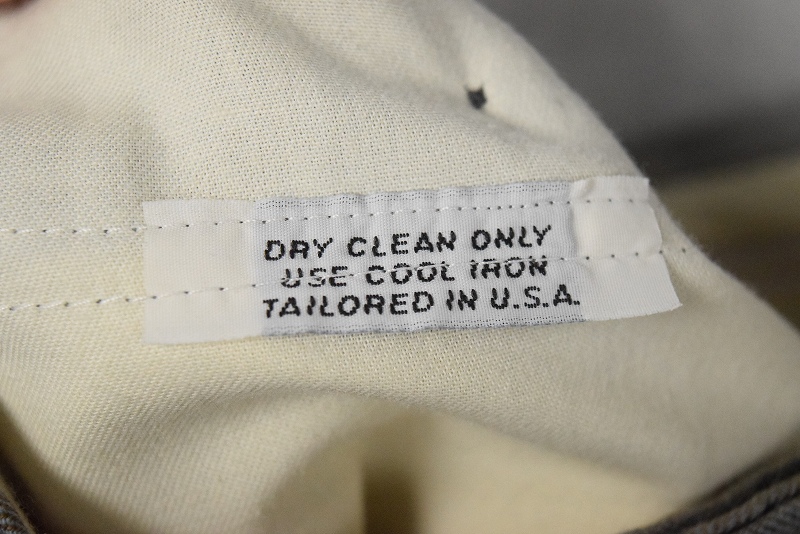 DRY CLEAN ONLY
USE COOL IRON
TAILORED IN U.S.A.